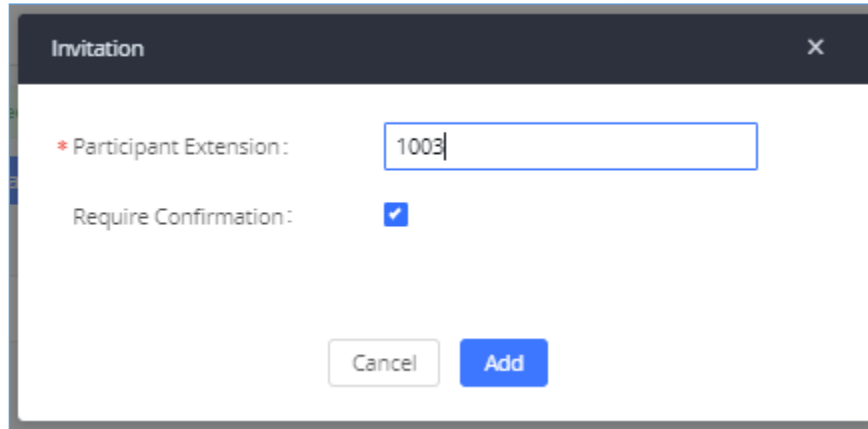 Invitation
* Participant Extension: 1003
Require Confirmation:
Cancel Add